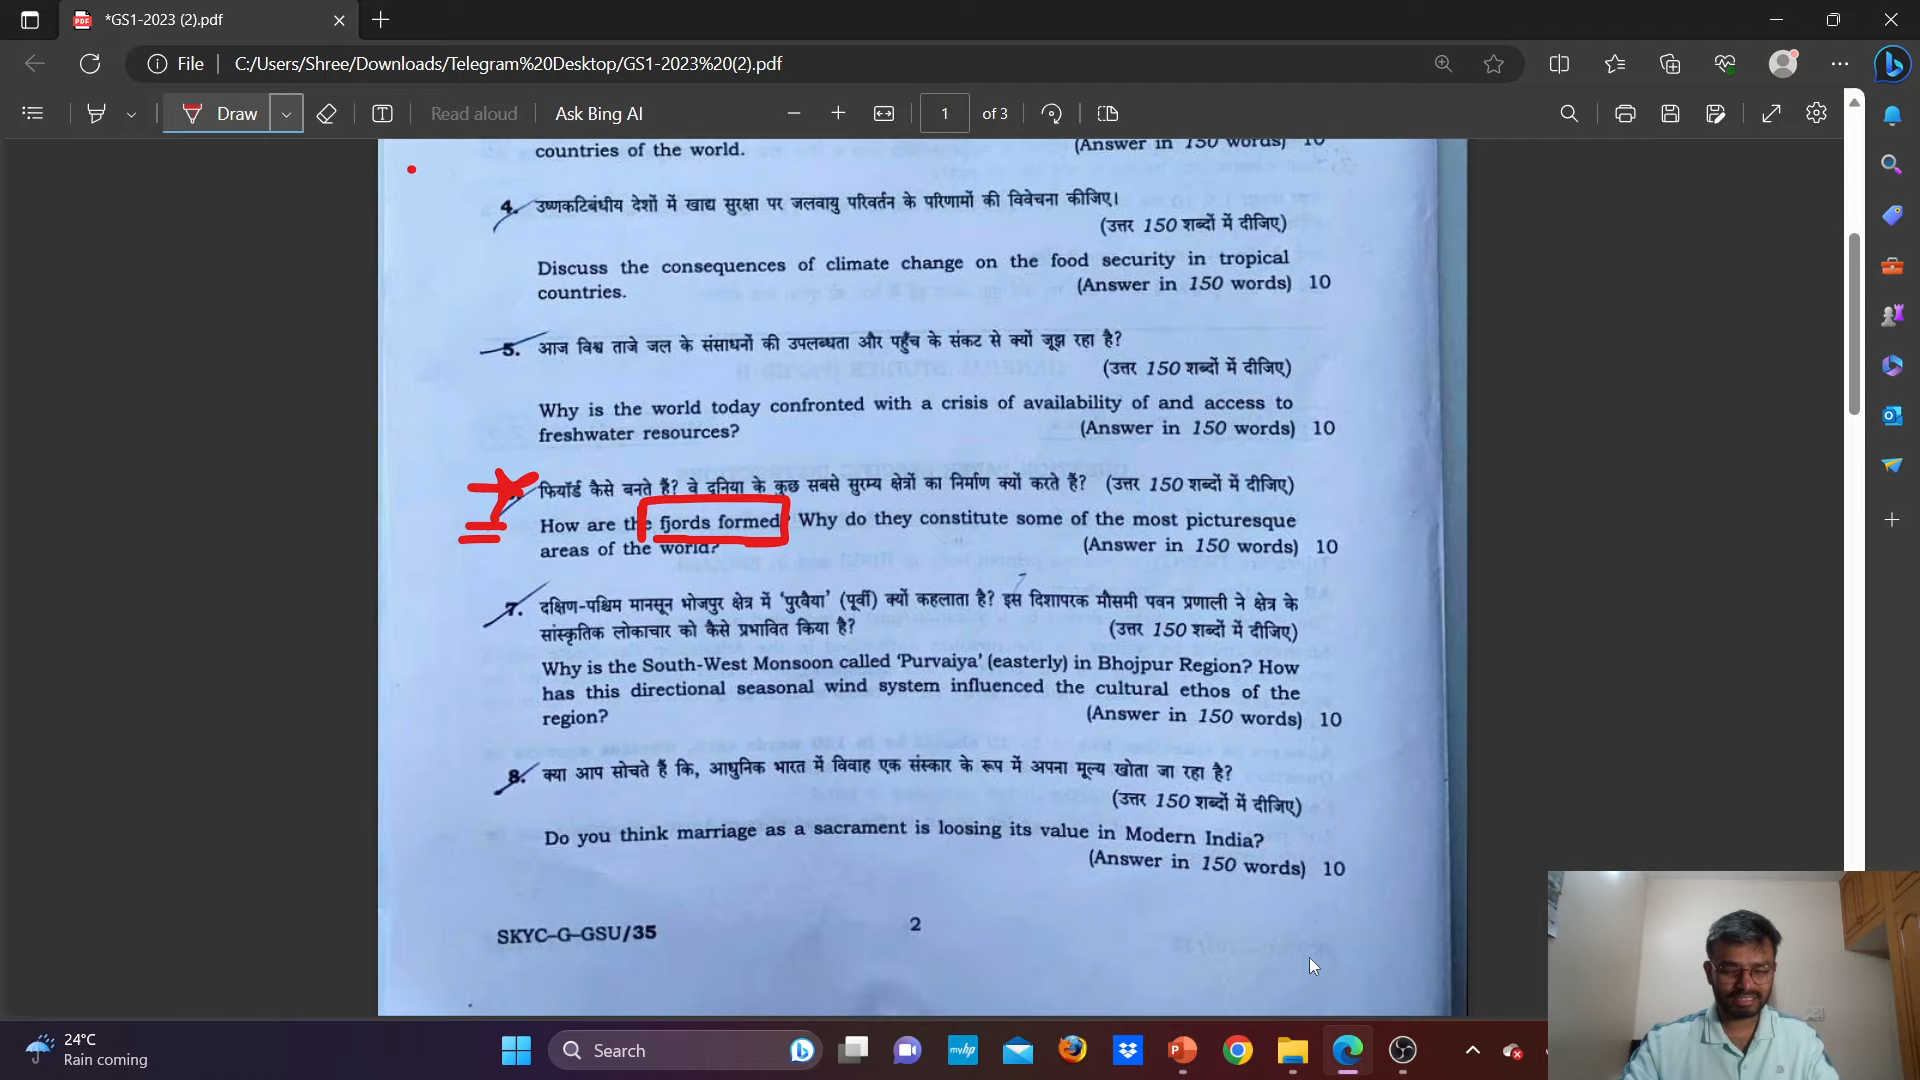 *GS1-2023 (2).pdf
File
C:/Users/Shree/Downloads/Telegram%20Desktop/GS1-2023%20(2).pdf
Draw
Read aloud
Ask Bing AI
1
of 3
countries of the world.
(Answer in 150 words) 10
4. उष्णकटिबंधीय देशों में खाद्य सुरक्षा पर जलवायु परिवर्तन के परिणामों की विवेचना कीजिए।
(उत्तर 150 शब्दों में दीजिए)
Discuss the consequences of climate change on the food security in tropical
countries.
(Answer in 150 words) 10
5. आज विश्व ताजे जल के संसाधनों की उपलब्धता और पहुँच के संकट से क्यों जूझ रहा है?
(उत्तर 150 शब्दों में दीजिए)
Why is the world today confronted with a crisis of availability of and access to
freshwater resources?
(Answer in 150 words) 10
फियॉर्ड कैसे बनते हैं? वे दुनिया के कुछ सबसे सुरम्य क्षेत्रों का निर्माण क्यों करते हैं? (उत्तर 150 शब्दों में दीजिए)
How are the fjords formed? Why do they constitute some of the most picturesque
areas of the world?
(Answer in 150 words) 10
7. दक्षिण-पश्चिम मानसून भोजपुर क्षेत्र में 'पुरवैया' (पूर्वी) क्यों कहलाता है? इस दिशापरक मौसमी पवन प्रणाली ने क्षेत्र के
सांस्कृतिक लोकाचार को कैसे प्रभावित किया है?
(उत्तर 150 शब्दों में दीजिए)
Why is the South-West Monsoon called 'Purvaiya' (easterly) in Bhojpur Region? How
has this directional seasonal wind system influenced the cultural ethos of the
region?
(Answer in 150 words) 10
8. क्या आप सोचते हैं कि, आधुनिक भारत में विवाह एक संस्कार के रूप में अपना मूल्य खोता जा रहा है?
(उत्तर 150 शब्दों में दीजिए)
Do you think marriage as a sacrament is loosing its value in Modern India?
(Answer in 150 words) 10
SKYC-G-GSU/35
2
24°C
Rain coming
Search
myhp